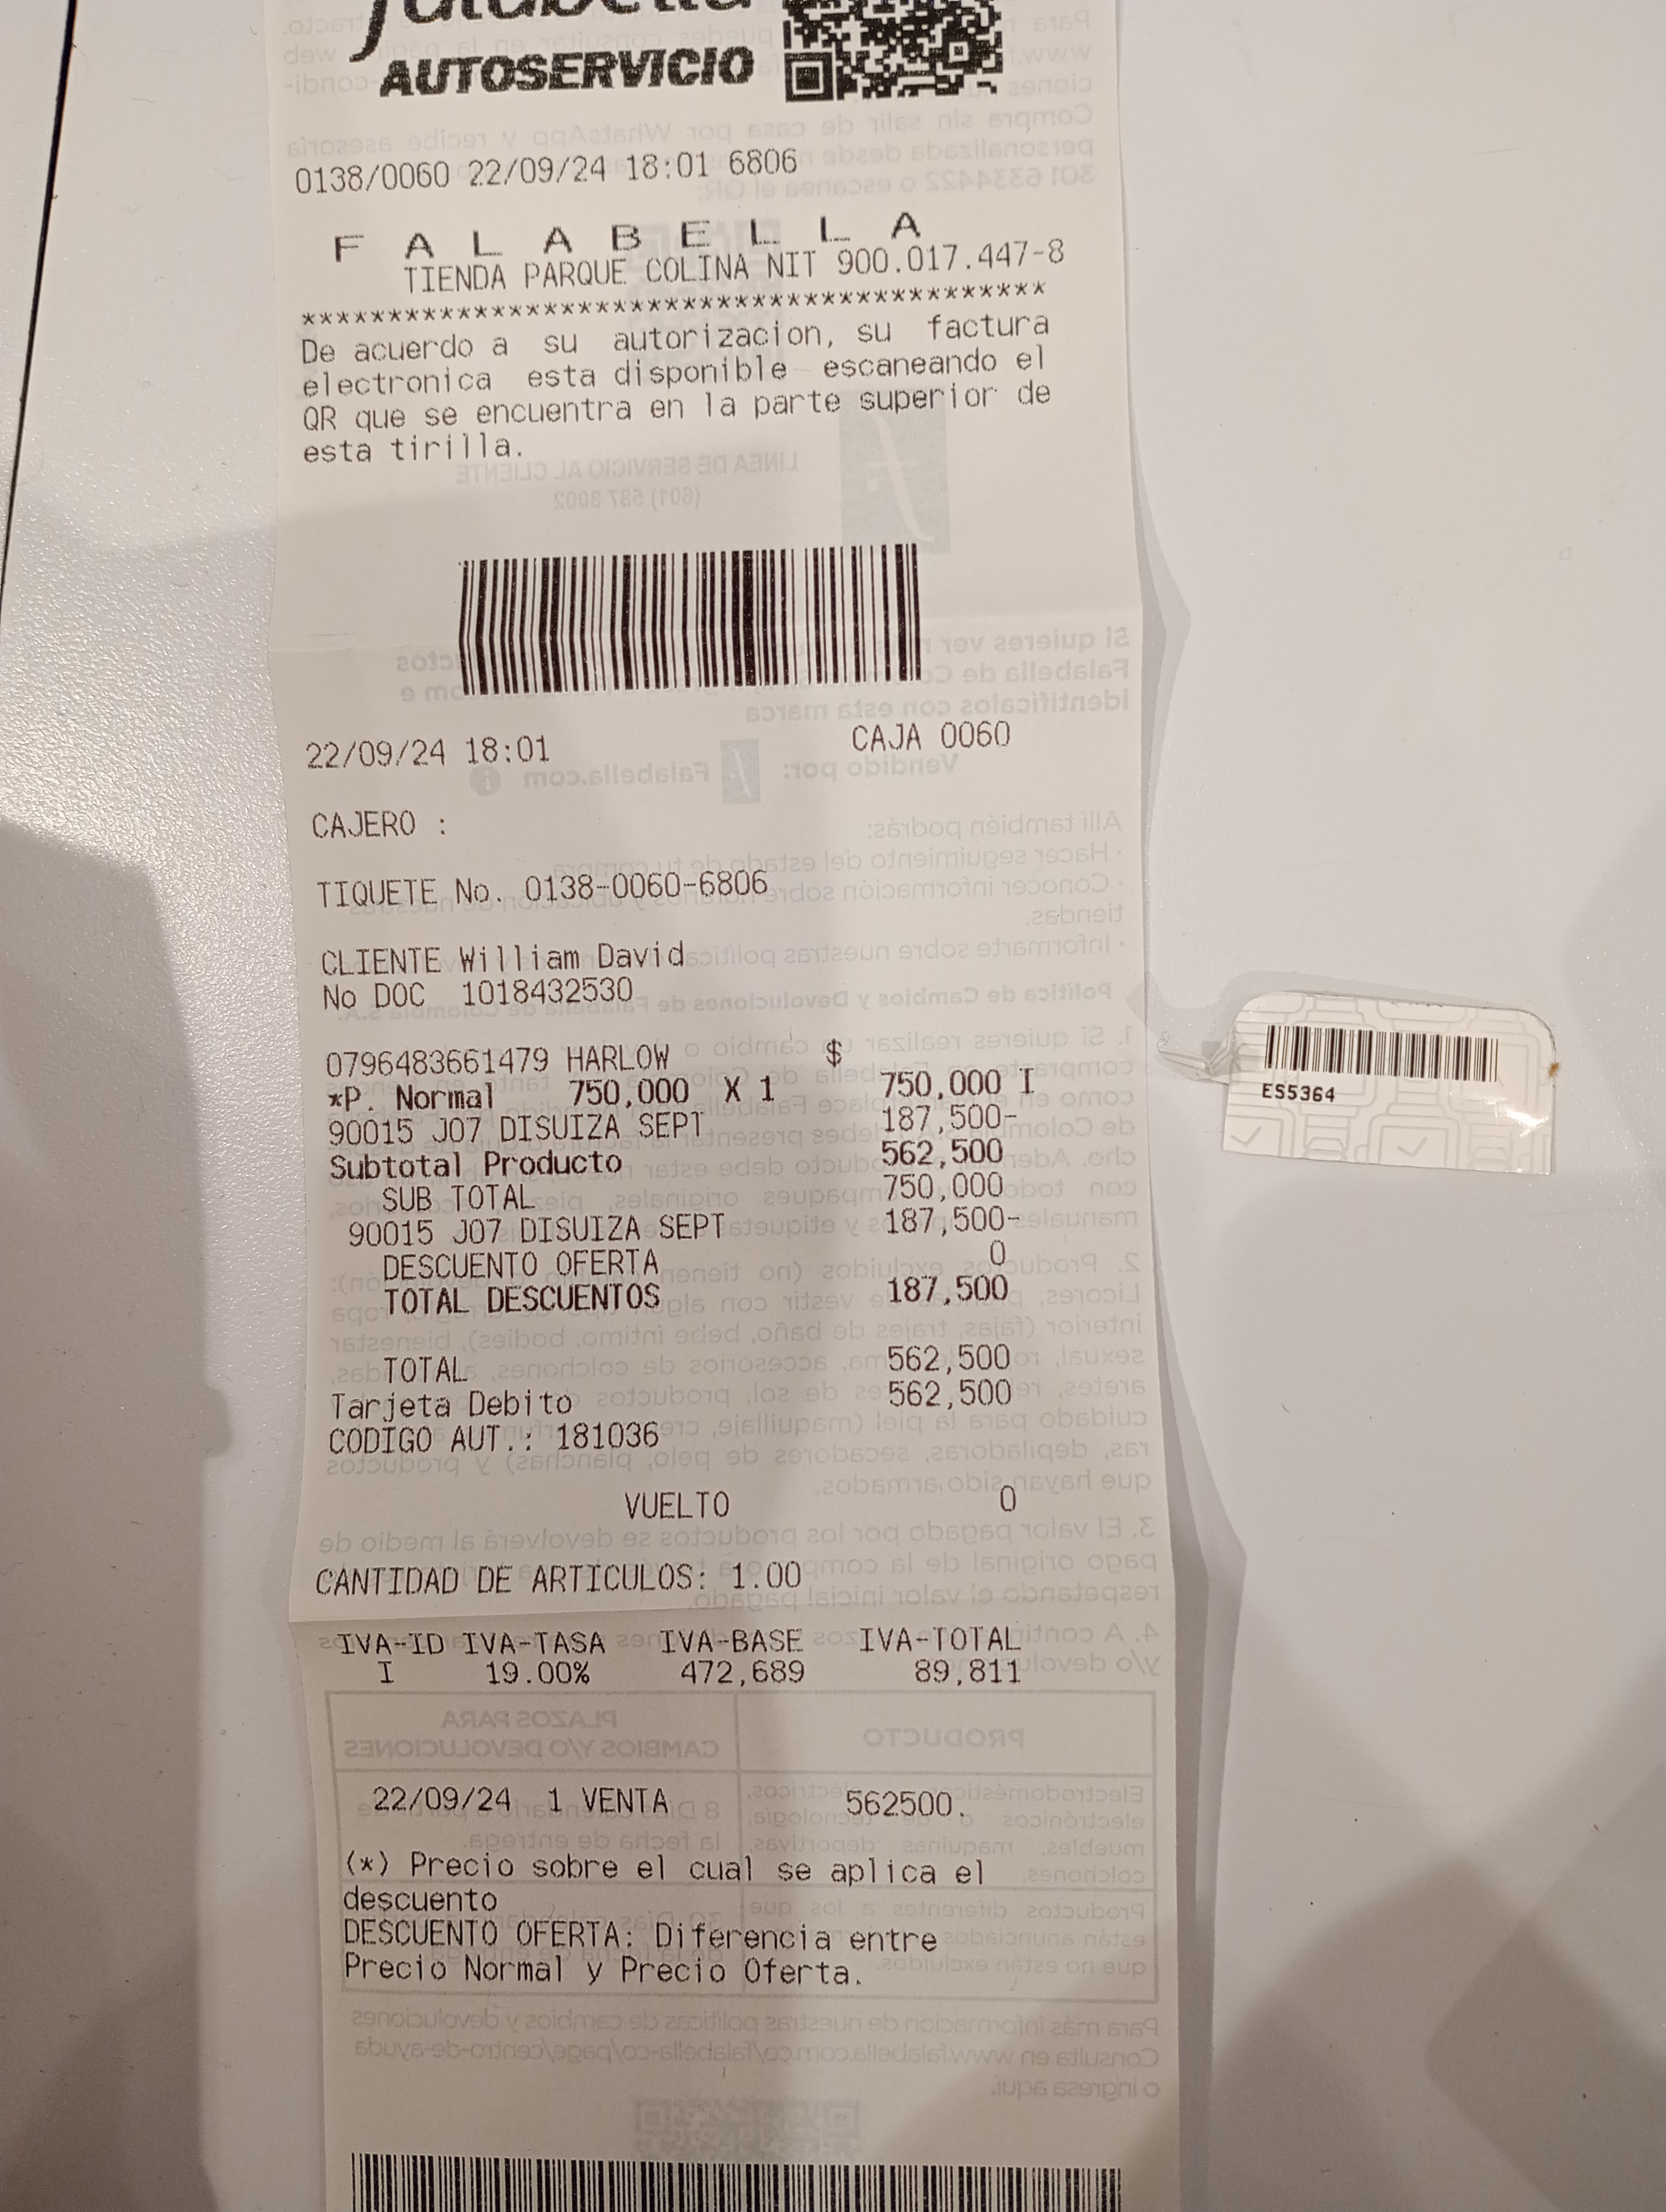 falabella
AUTOSERVICIO
0138/0060 22/09/24 18:01 6806
F A L A B E L L A
TIENDA PARQUE COLINA NIT 900.017.447-8
*******************************************
De acuerdo a su autorizacion, su factura
electronica esta disponible escaneando el
QR que se encuentra en la parte superior de
esta tirilla.
22/09/24 18:01 CAJA 0060
CAJERO :
TIQUETE No. 0138-0060-6806
CLIENTE William David
No DOC 1018432530
0796483661479 HARLOW $
*P. Normal 750,000 X 1 750,000 I
90015 J07 DISUIZA SEPT 187,500-
Subtotal Producto 562,500
SUB TOTAL 750,000
90015 J07 DISUIZA SEPT 187,500-
DESCUENTO OFERTA 0
TOTAL DESCUENTOS 187,500
TOTAL 562,500
Tarjeta Debito 562,500
CODIGO AUT.: 181036
VUELTO 0
CANTIDAD DE ARTICULOS: 1.00
IVA-ID IVA-TASA IVA-BASE IVA-TOTAL
I 19.00% 472,689 89,811
22/09/24 1 VENTA 562500.
(*) Precio sobre el cual se aplica el
descuento
DESCUENTO OFERTA: Diferencia entre
Precio Normal y Precio Oferta.
ES5364